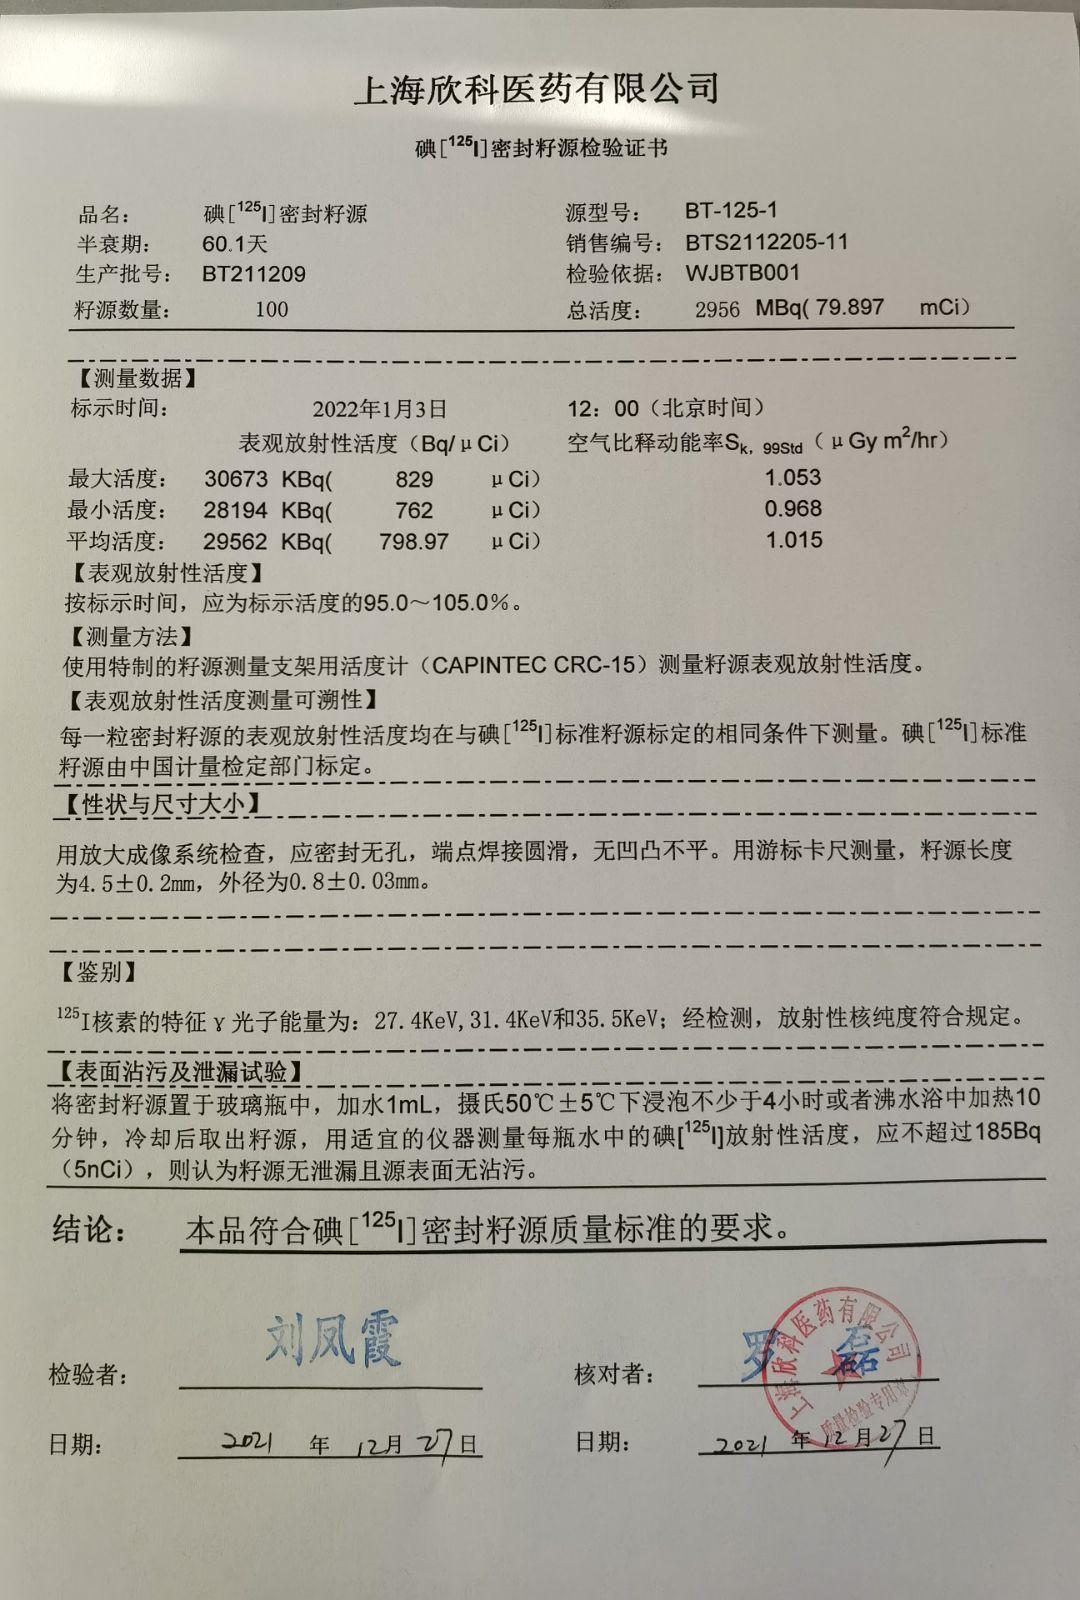 上海欣科医药有限公司
碘[¹²⁵I]密封籽源检验证书
品名： 碘[¹²⁵I]密封籽源 源型号： BT-125-1
半衰期： 60.1天 销售编号： BTS2112205-11
生产批号： BT211209 检验依据： WJBTB001
籽源数量： 100 总活度： 2956 MBq( 79.897 mCi）
【测量数据】
标示时间： 2022年1月3日 12：00（北京时间）
表观放射性活度（Bq/μCi） 空气比释动能率Sk, 99Std（μGy m²/hr）
最大活度： 30673 KBq( 829 μCi） 1.053
最小活度： 28194 KBq( 762 μCi） 0.968
平均活度： 29562 KBq( 798.97 μCi） 1.015
【表观放射性活度】
按标示时间，应为标示活度的95.0～105.0%。
【测量方法】
使用特制的籽源测量支架用活度计（CAPINTEC CRC-15）测量籽源表观放射性活度。
【表观放射性活度测量可溯性】
每一粒密封籽源的表观放射性活度均在与碘[¹²⁵I]标准籽源标定的相同条件下测量。碘[¹²⁵I]标准
籽源由中国计量检定部门标定。
【性状与尺寸大小】
用放大成像系统检查，应密封无孔，端点焊接圆滑，无凹凸不平。用游标卡尺测量，籽源长度
为4.5±0.2mm，外径为0.8±0.03mm。
【鉴别】
¹²⁵I核素的特征γ光子能量为：27.4KeV,31.4KeV和35.5KeV；经检测，放射性核纯度符合规定。
【表面沾污及泄漏试验】
将密封籽源置于玻璃瓶中，加水1mL，摄氏50℃±5℃下浸泡不少于4小时或者沸水浴中加热10
分钟，冷却后取出籽源，用适宜的仪器测量每瓶水中的碘[¹²⁵I]放射性活度，应不超过185Bq
（5nCi），则认为籽源无泄漏且源表面无沾污。
结论： 本品符合碘[¹²⁵I]密封籽源质量标准的要求。
检验者： 刘凤霞 核对者： 罗磊
上海欣科医药有限公司
质量检验专用章
日期： 2021 年 12月 27日 日期： 2021 年 12月27日